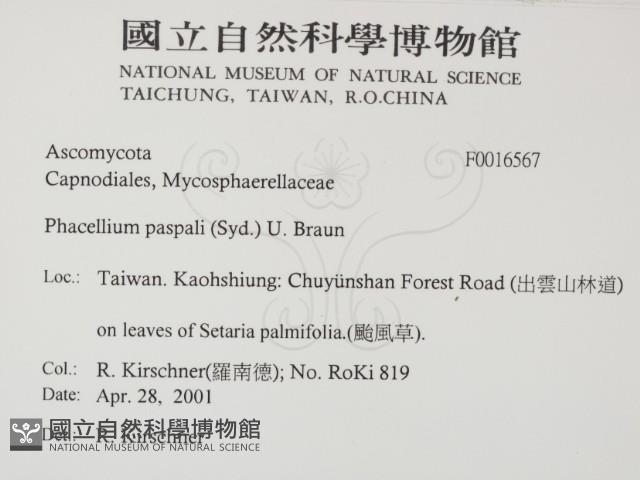 國立自然科學博物館
NATIONAL MUSEUM OF NATURAL SCIENCE
TAICHUNG, TAIWAN, R.O.CHINA
Ascomycota F0016567
Capnodiales, Mycosphaerellaceae
Phacellium paspali (Syd.) U. Braun
Loc.: Taiwan. Kaohshiung: Chuyünshan Forest Road (出雲山林道)
on leaves of Setaria palmifolia.(颱風草).
Col.: R. Kirschner(羅南德); No. RoKi 819
Date: Apr. 28, 2001
Det.: R. Kirschner
國立自然科學博物館
NATIONAL MUSEUM OF NATURAL SCIENCE